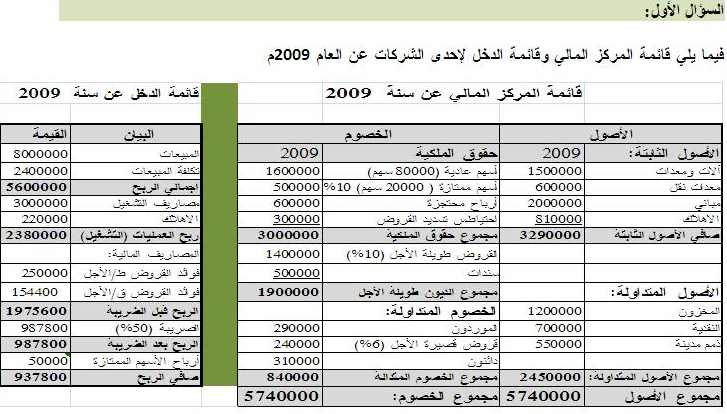 السؤال الأول:
فيما يلي قائمة المركز المالي وقائمة الدخل لإحدى الشركات عن العام 2009م
قائمة المركز المالي عن سنة 2009
الأصول الخصوم
الأصول الثابتة: 2009 حقوق الملكية 2009
آلات ومعدات 1500000 أسهم عادية (80000 سهم) 1600000
معدات نقل 600000 أسهم ممتازة ( 20000 سهم) 10% 500000
مباني 2000000 أرباح محتجزة 600000
الاهلاك 810000 احتياطس تسديد القروض 300000
صافي الأصول الثابتة 3290000 مجموع حقوق الملكية 3000000
القروض طويلة الأجل (10%) 1400000
سندات 500000
الأصول المتداولة: مجموع الديون طويلة الأجل 1900000
المخزون 1200000 الخصوم المتداولة:
النقدية 700000 الموردون 290000
ذمم مدينة 550000 قروض قصيرة الأجل (6%) 240000
دائنون 310000
مجموع الأصول المتداولة: 2450000 مجموع الخصوم المتدالة 840000
مجموع الأصول 5740000 مجموع الخصوم: 5740000
قائمة الدخل عن سنة 2009
البيان القيمة
المبيعات 8000000
تكلفة المبيعات 2400000
اجمالي الربح 5600000
مصاريف التشغيل 3000000
الاهلاك 220000
ربح العمليات (التشغيل) 2380000
المصاريف المالية:
فوائد القروض ط/الأجل 250000
فوائد القروض ق/الأجل 154400
الربح قبل الضريبة 1975600
الضريبة (50%) 987800
الربح بعد الضريبة 987800
أرباح الأسهم الممتازة 50000
صافي الربح 937800